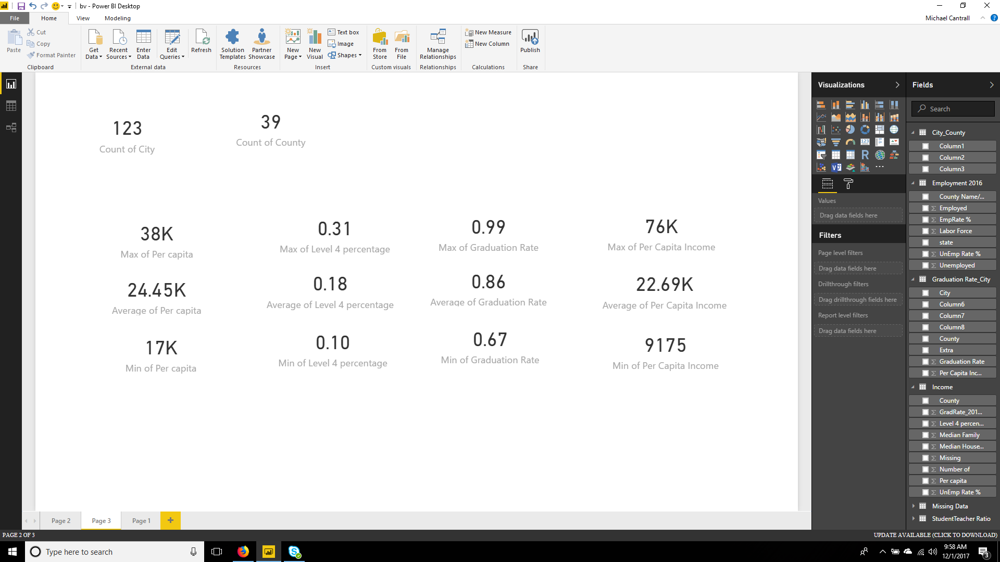 bv - Power BI Desktop
File Home View Modeling Michael Cantrall
Paste Cut Copy Format Painter
Get Data Recent Sources Enter Data Edit Queries Refresh
Solution Templates Partner Showcase
New Page New Visual Text box Image Shapes
From Store From File
Manage Relationships
New Measure New Column
Publish
Clipboard External data Resources Insert Custom visuals Relationships Calculations Share
123
Count of City
39
Count of County
38K
Max of Per capita
0.31
Max of Level 4 percentage
0.99
Max of Graduation Rate
76K
Max of Per Capita Income
24.45K
Average of Per capita
0.18
Average of Level 4 percentage
0.86
Average of Graduation Rate
22.69K
Average of Per Capita Income
17K
Min of Per capita
0.10
Min of Level 4 percentage
0.67
Min of Graduation Rate
9175
Min of Per Capita Income
Visualizations
123
R
V
Values
Drag data fields here
Filters
Page level filters
Drag data fields here
Drillthrough filters
Drag drillthrough fields here
Report level filters
Drag data fields here
Fields
Search
City_County
Column1
Column2
Column3
Employment 2016
County Name/...
Σ Employed
Σ EmpRate %
Σ Labor Force
state
Σ UnEmp Rate %
Σ Unemployed
Graduation Rate_City
City
Column6
Column7
Column8
County
Extra
Σ Graduation Rate
Σ Per Capita Inc...
Income
County
Σ GradRate_201...
Σ Level 4 percen...
Σ Median Family
Σ Median House...
Σ Missing
Σ Number of
Σ Per capita
Σ UnEmp Rate %
Missing Data
StudentTeacher Ratio
Page 2 Page 3 Page 1 +
PAGE 2 OF 3 UPDATE AVAILABLE (CLICK TO DOWNLOAD)
Type here to search
9:58 AM
12/1/2017
3